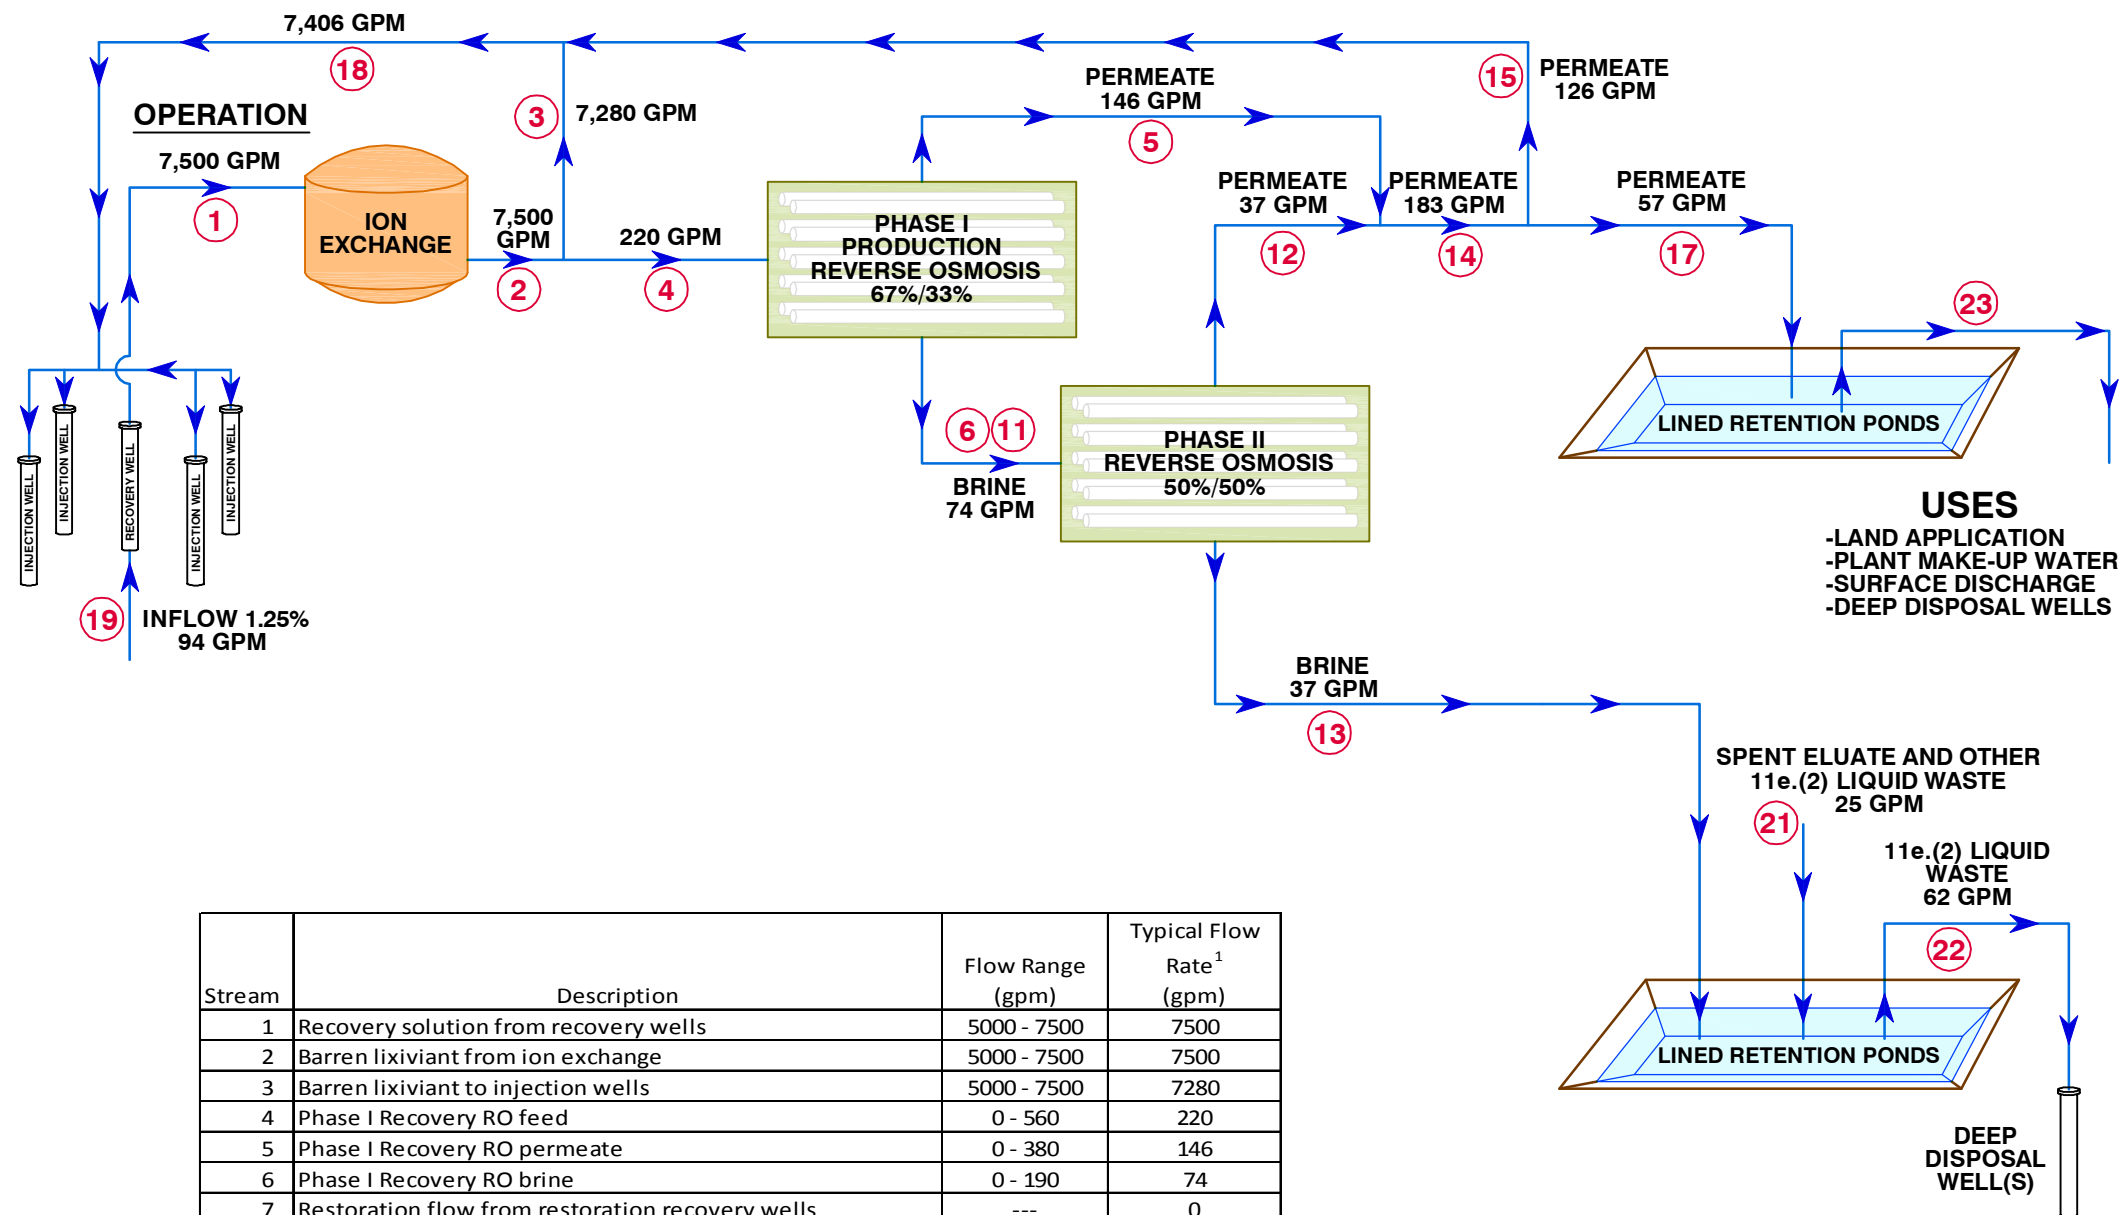 7,406 GPM
18
OPERATION
7,500 GPM
1
ION
EXCHANGE
7,500
GPM
2
3
7,280 GPM
220 GPM
4
PERMEATE
146 GPM
5
15
PERMEATE
126 GPM
PHASE I
PRODUCTION
REVERSE OSMOSIS
67%/33%
PERMEATE
37 GPM
12
PERMEATE
183 GPM
14
PERMEATE
57 GPM
17
23
LINED RETENTION PONDS
6
11
BRINE
74 GPM
PHASE II
REVERSE OSMOSIS
50%/50%
INJECTION WELL
INJECTION WELL
RECOVERY WELL
INJECTION WELL
INJECTION WELL
19
INFLOW 1.25%
94 GPM
USES
-LAND APPLICATION
-PLANT MAKE-UP WATER
-SURFACE DISCHARGE
-DEEP DISPOSAL WELLS
BRINE
37 GPM
13
SPENT ELUATE AND OTHER
11e.(2) LIQUID WASTE
25 GPM
21
11e.(2) LIQUID
WASTE
62 GPM
22
LINED RETENTION PONDS
DEEP
DISPOSAL
WELL(S)
Stream Description Flow Range (gpm) Typical Flow Rate1 (gpm)
1 Recovery solution from recovery wells 5000 - 7500 7500
2 Barren lixiviant from ion exchange 5000 - 7500 7500
3 Barren lixiviant to injection wells 5000 - 7500 7280
4 Phase I Recovery RO feed 0 - 560 220
5 Phase I Recovery RO permeate 0 - 380 146
6 Phase I Recovery RO brine 0 - 190 74
7 Restoration flow from restoration recovery wells --- 0